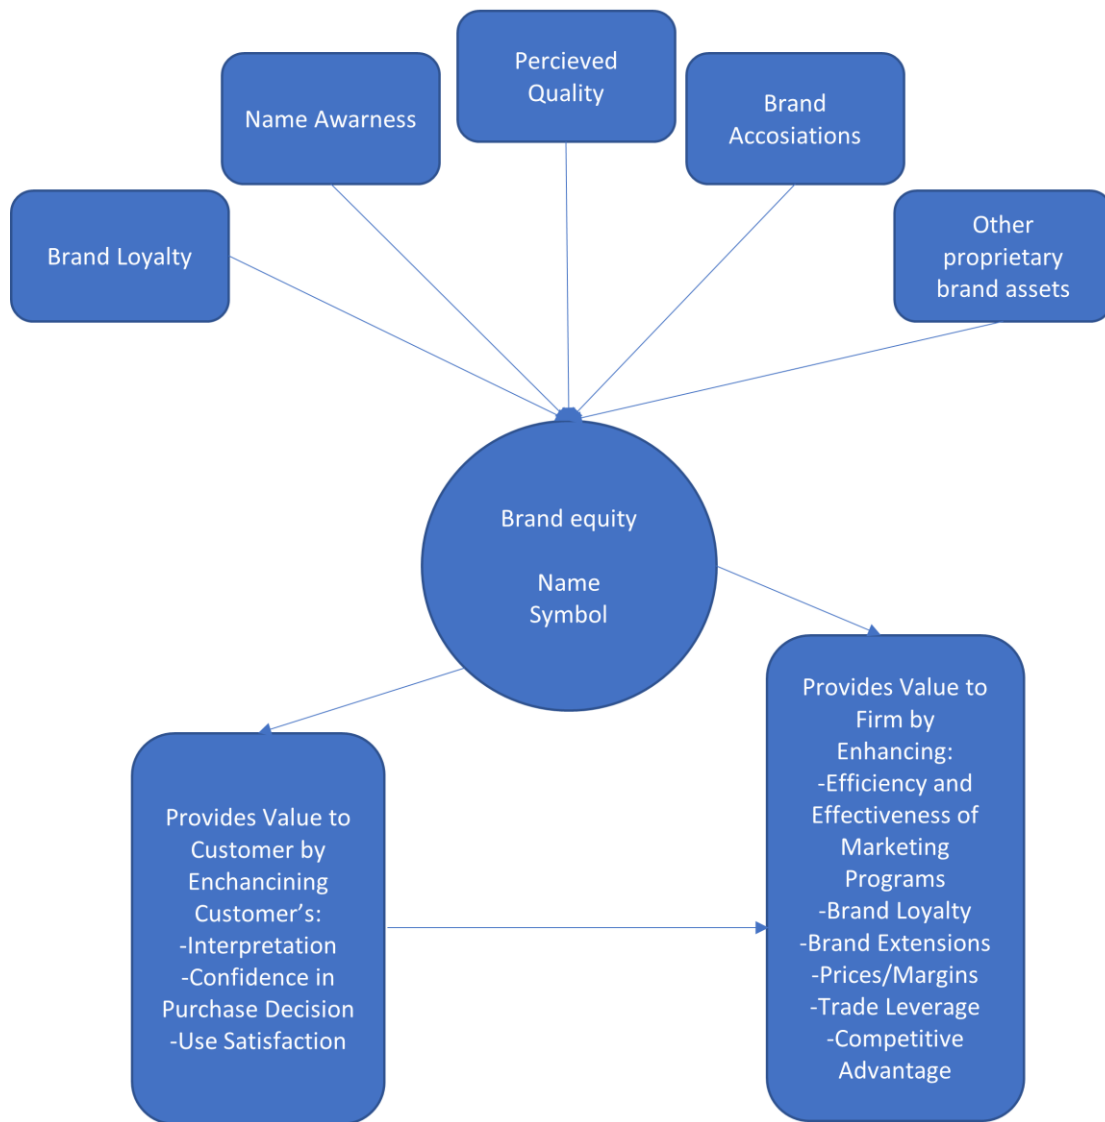 Percieved
Quality
Name Awarness
Brand
Accosiations
Brand Loyalty
Other
proprietary
brand assets
Brand equity
Name
Symbol
Provides Value to
Customer by
Enchancining
Customer’s:
-Interpretation
-Confidence in
Purchase Decision
-Use Satisfaction
Provides Value to
Firm by
Enhancing:
-Efficiency and
Effectiveness of
Marketing
Programs
-Brand Loyalty
-Brand Extensions
-Prices/Margins
-Trade Leverage
-Competitive
Advantage